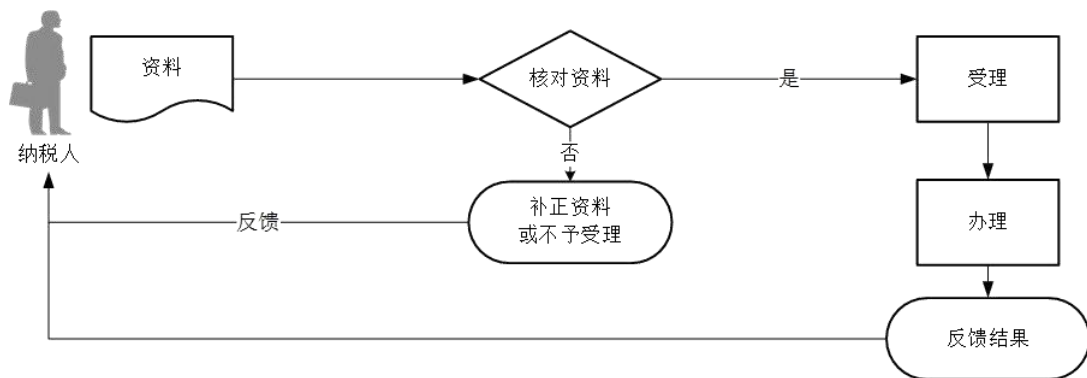 资料
核对资料
是
受理
纳税人
否
补正资料
或不予受理
反馈
办理
反馈结果